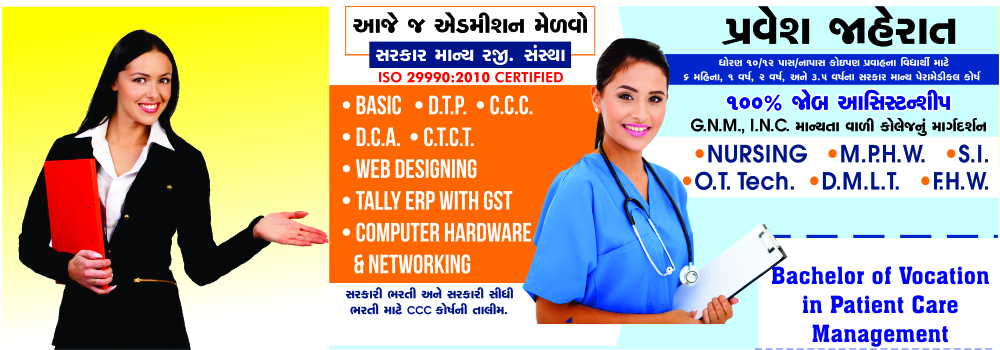 આજે જ એડમીશન મેળવો
સરકાર માન્ય રજી. સંસ્થા
ISO 29990:2010 CERTIFIED
• BASIC • D.T.P. • C.C.C.
• D.C.A. • C.T.C.T.
• WEB DESIGNING
• TALLY ERP WITH GST
• COMPUTER HARDWARE
& NETWORKING
સરકારી ભરતી અને સરકારી સીધી
ભરતી માટે CCC કોર્ષની તાલીમ.
પ્રવેશ જાહેરાત
ધોરણ ૧૦/૧૨ પાસ/નાપાસ કોઇપણ પ્રવાહના વિદ્યાર્થી માટે
૬ મહિના, ૧ વર્ષ, ૨ વર્ષ, અને ૩.૫ વર્ષના સરકાર માન્ય પેરામેડીકલ કોર્ષ
૧૦૦% જોબ આસિસ્ટન્શીપ
G.N.M., I.N.C. માન્યતા વાળી કોલેજનું માર્ગદર્શન
• NURSING • M.P.H.W. • S.I.
• O.T. Tech. • D.M.L.T. • F.H.W.
Bachelor of Vocation
in Patient Care
Management